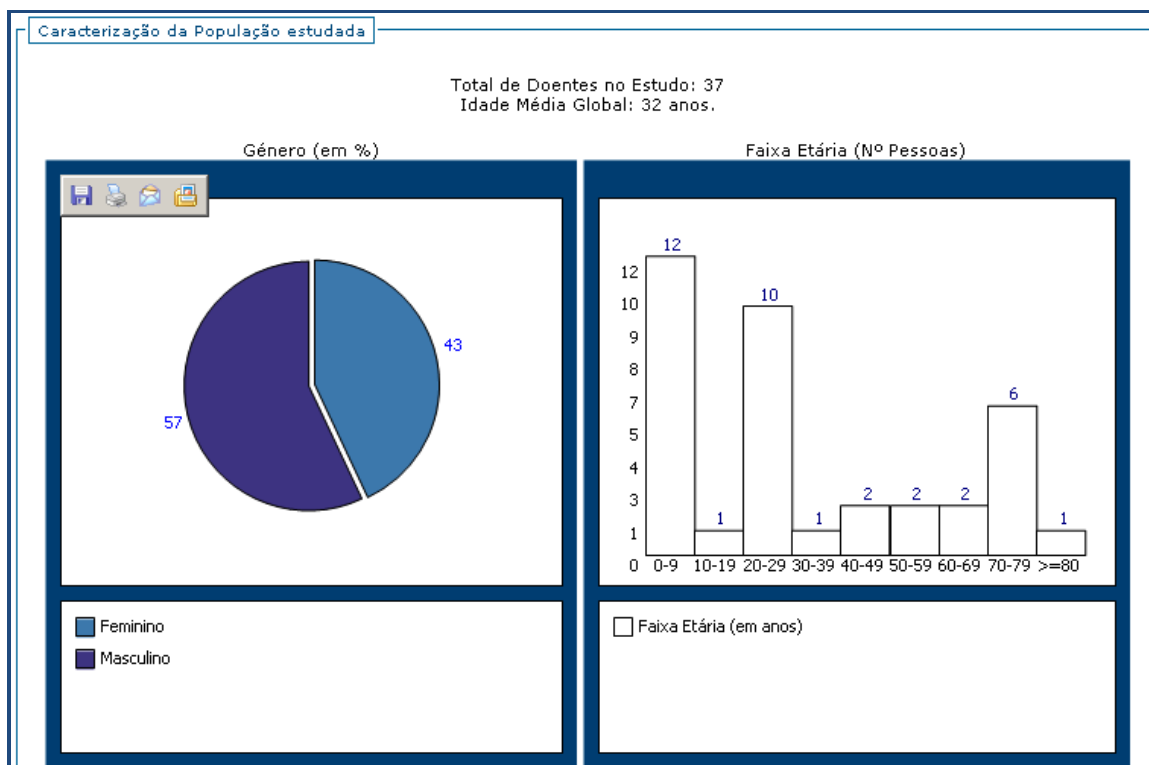 Caracterização da População estudada
Total de Doentes no Estudo: 37
Idade Média Global: 32 anos.
Género (em %)
43
57
Feminino
Masculino
Faixa Etária (Nº Pessoas)
12
10
9
8
7
5
4
3
1
0
12
1
10
1
2
2
2
6
1
0-9 10-19 20-29 30-39 40-49 50-59 60-69 70-79 >=80
Faixa Etária (em anos)